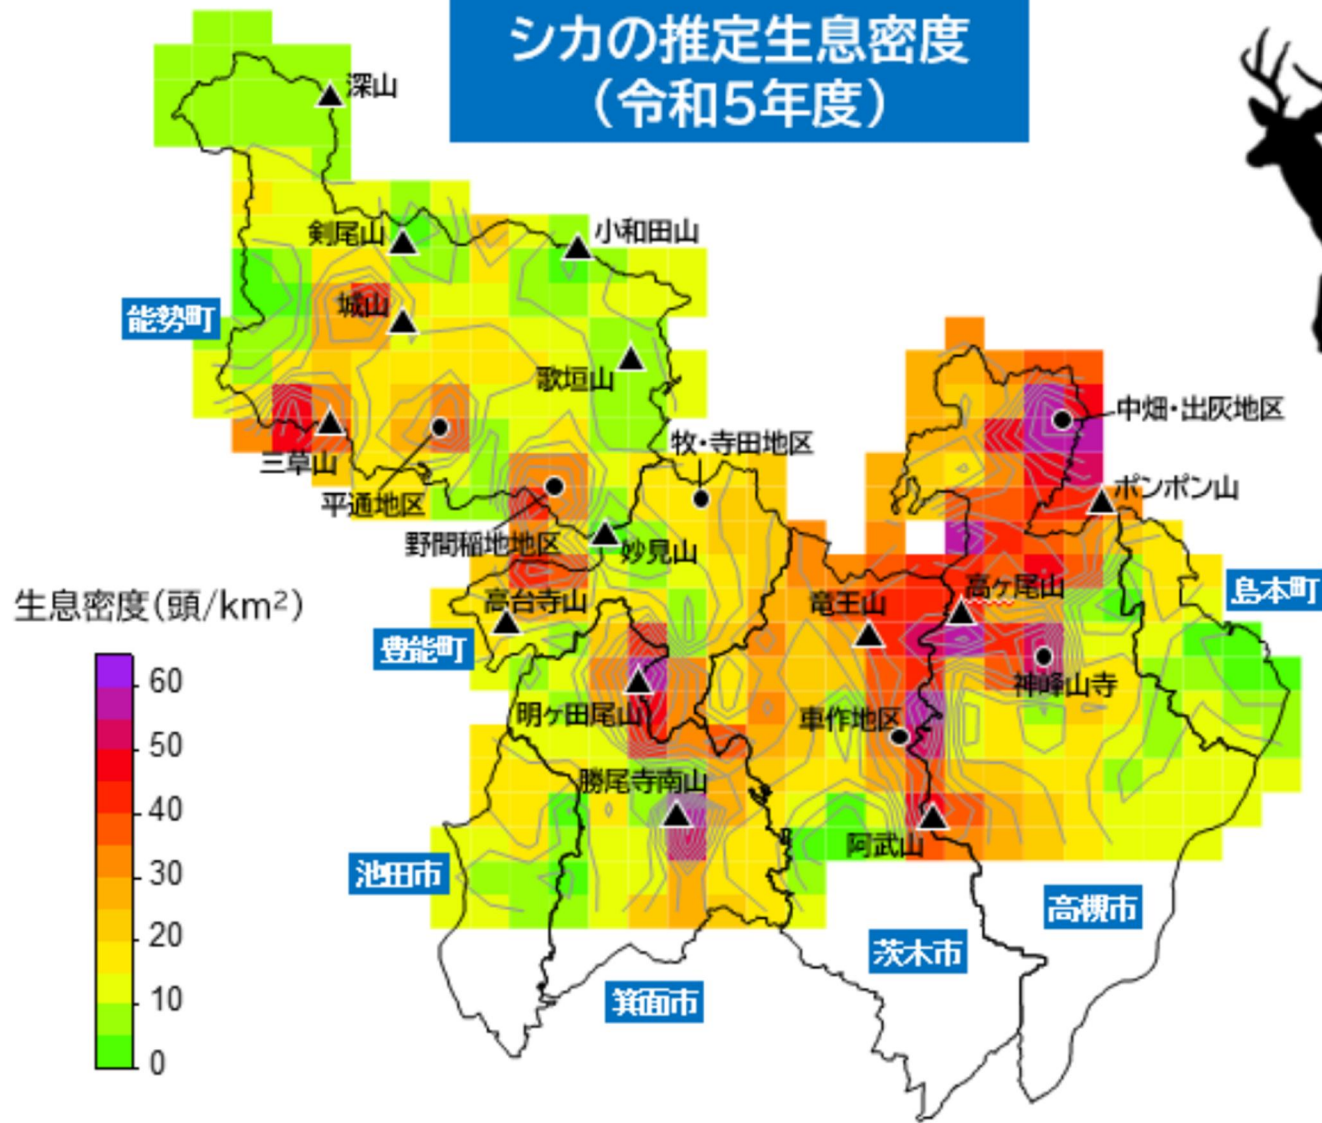 シカの推定生息密度
（令和5年度）
深山
剣尾山
小和田山
能勢町
城山
歌垣山
中畑・出灰地区
牧・寺田地区
三草山
ポンポン山
平通地区
野間稲地地区
妙見山
生息密度（頭/km²）
高台寺山
竜王山
高ヶ尾山
島本町
豊能町
神峰山寺
明ヶ田尾山
車作地区
勝尾寺南山
阿武山
池田市
高槻市
茨木市
箕面市
60
50
40
30
20
10
0